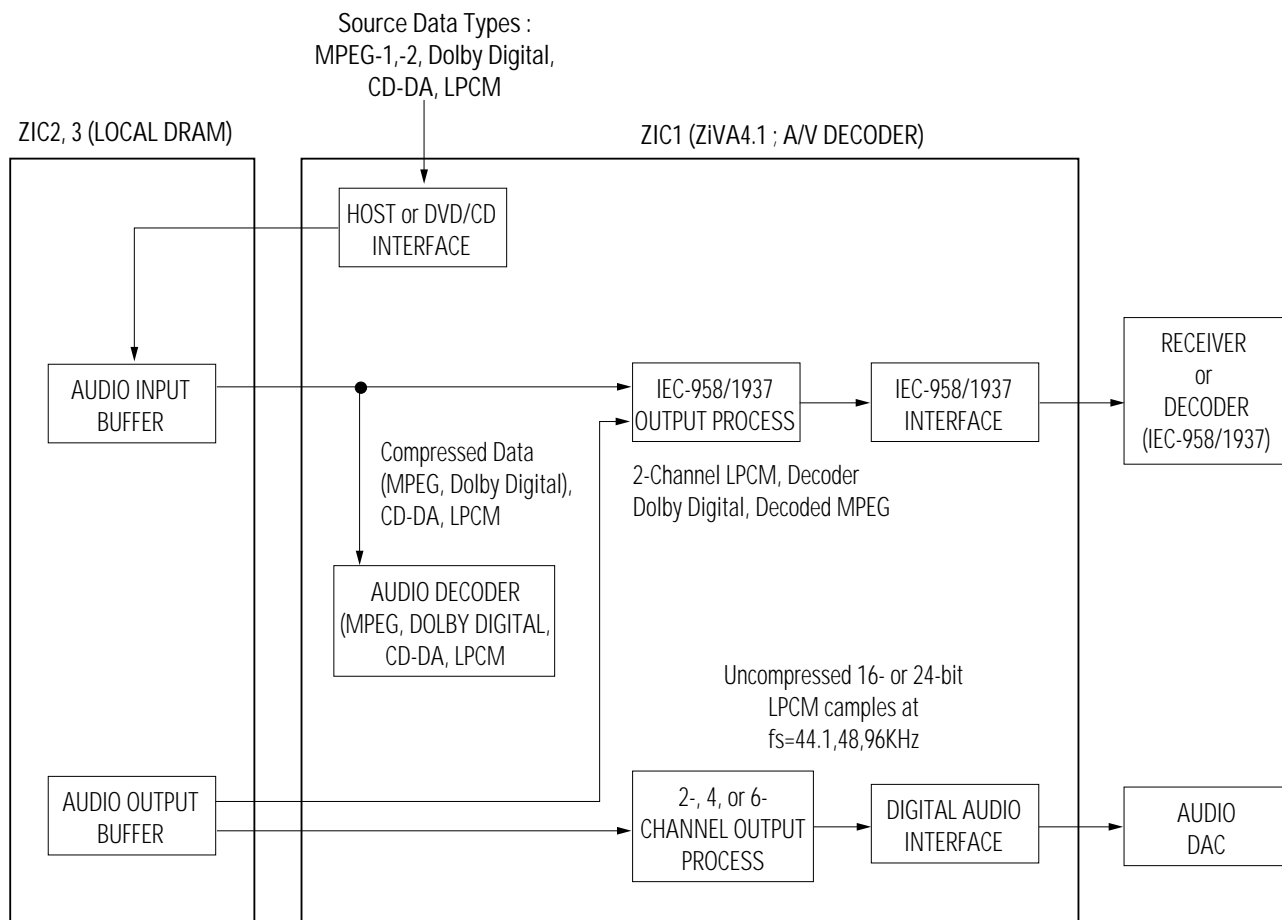 Source Data Types :
MPEG-1,-2, Dolby Digital,
CD-DA, LPCM
ZIC2, 3 (LOCAL DRAM)
ZIC1 (ZiVA4.1 ; A/V DECODER)
HOST or DVD/CD
INTERFACE
AUDIO INPUT
BUFFER
IEC-958/1937
OUTPUT PROCESS
IEC-958/1937
INTERFACE
RECEIVER
or
DECODER
(IEC-958/1937)
Compressed Data
(MPEG, Dolby Digital),
CD-DA, LPCM
2-Channel LPCM, Decoder
Dolby Digital, Decoded MPEG
AUDIO DECODER
(MPEG, DOLBY DIGITAL,
CD-DA, LPCM
Uncompressed 16- or 24-bit
LPCM camples at
fs=44.1,48,96KHz
AUDIO OUTPUT
BUFFER
2-, 4, or 6-
CHANNEL OUTPUT
PROCESS
DIGITAL AUDIO
INTERFACE
AUDIO
DAC